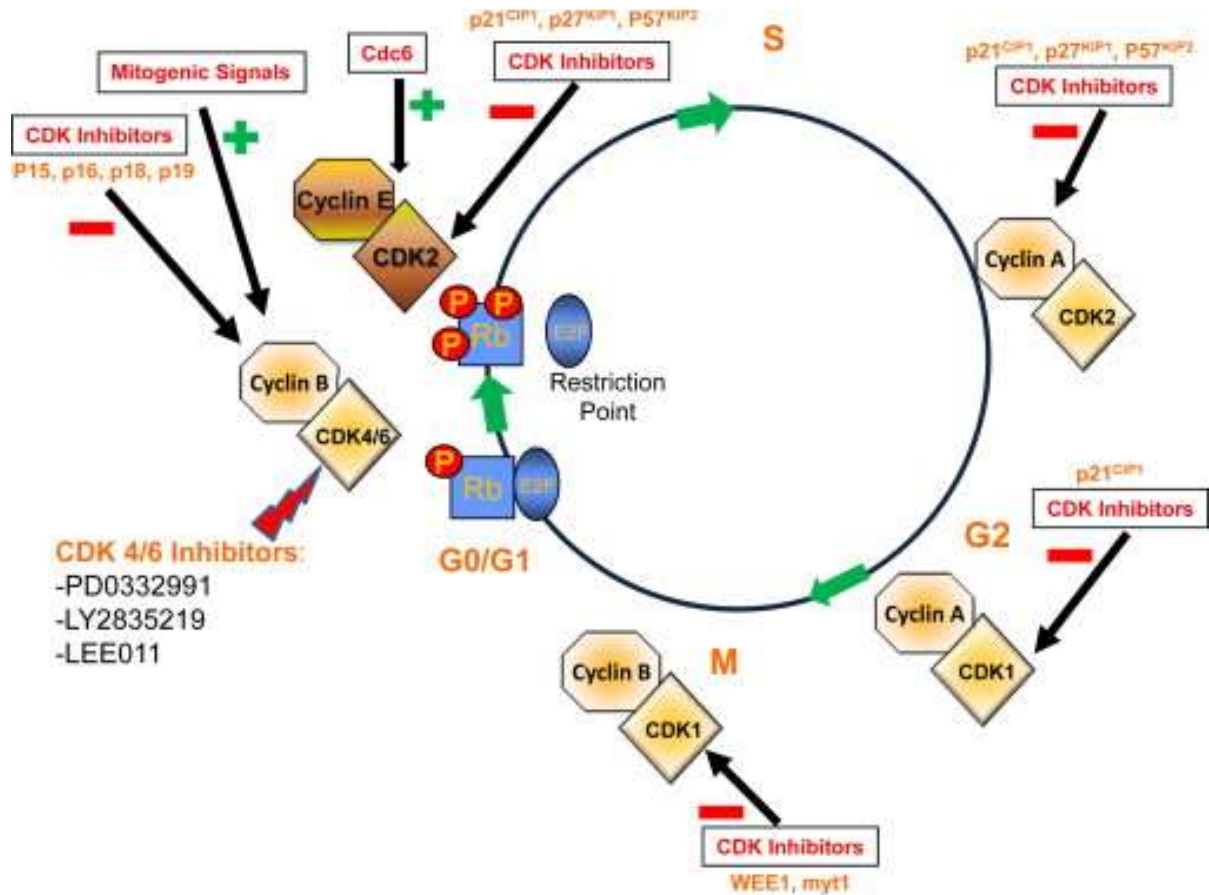 p21CIP1, p27KIP1, P57KIP2
CDK Inhibitors
Cdc6
Mitogenic Signals
CDK Inhibitors
P15, p16, p18, p19
S
p21CIP1, p27KIP1, P57KIP2
CDK Inhibitors
Cyclin E
CDK2
Cyclin A
CDK2
P
P
P
Rb
E2F
Restriction
Point
Cyclin B
CDK4/6
P
Rb
E2F
G0/G1
CDK 4/6 Inhibitors:
-PD0332991
-LY2835219
-LEE011
p21CIP1
CDK Inhibitors
G2
Cyclin A
CDK1
M
Cyclin B
CDK1
CDK Inhibitors
WEE1, myt1